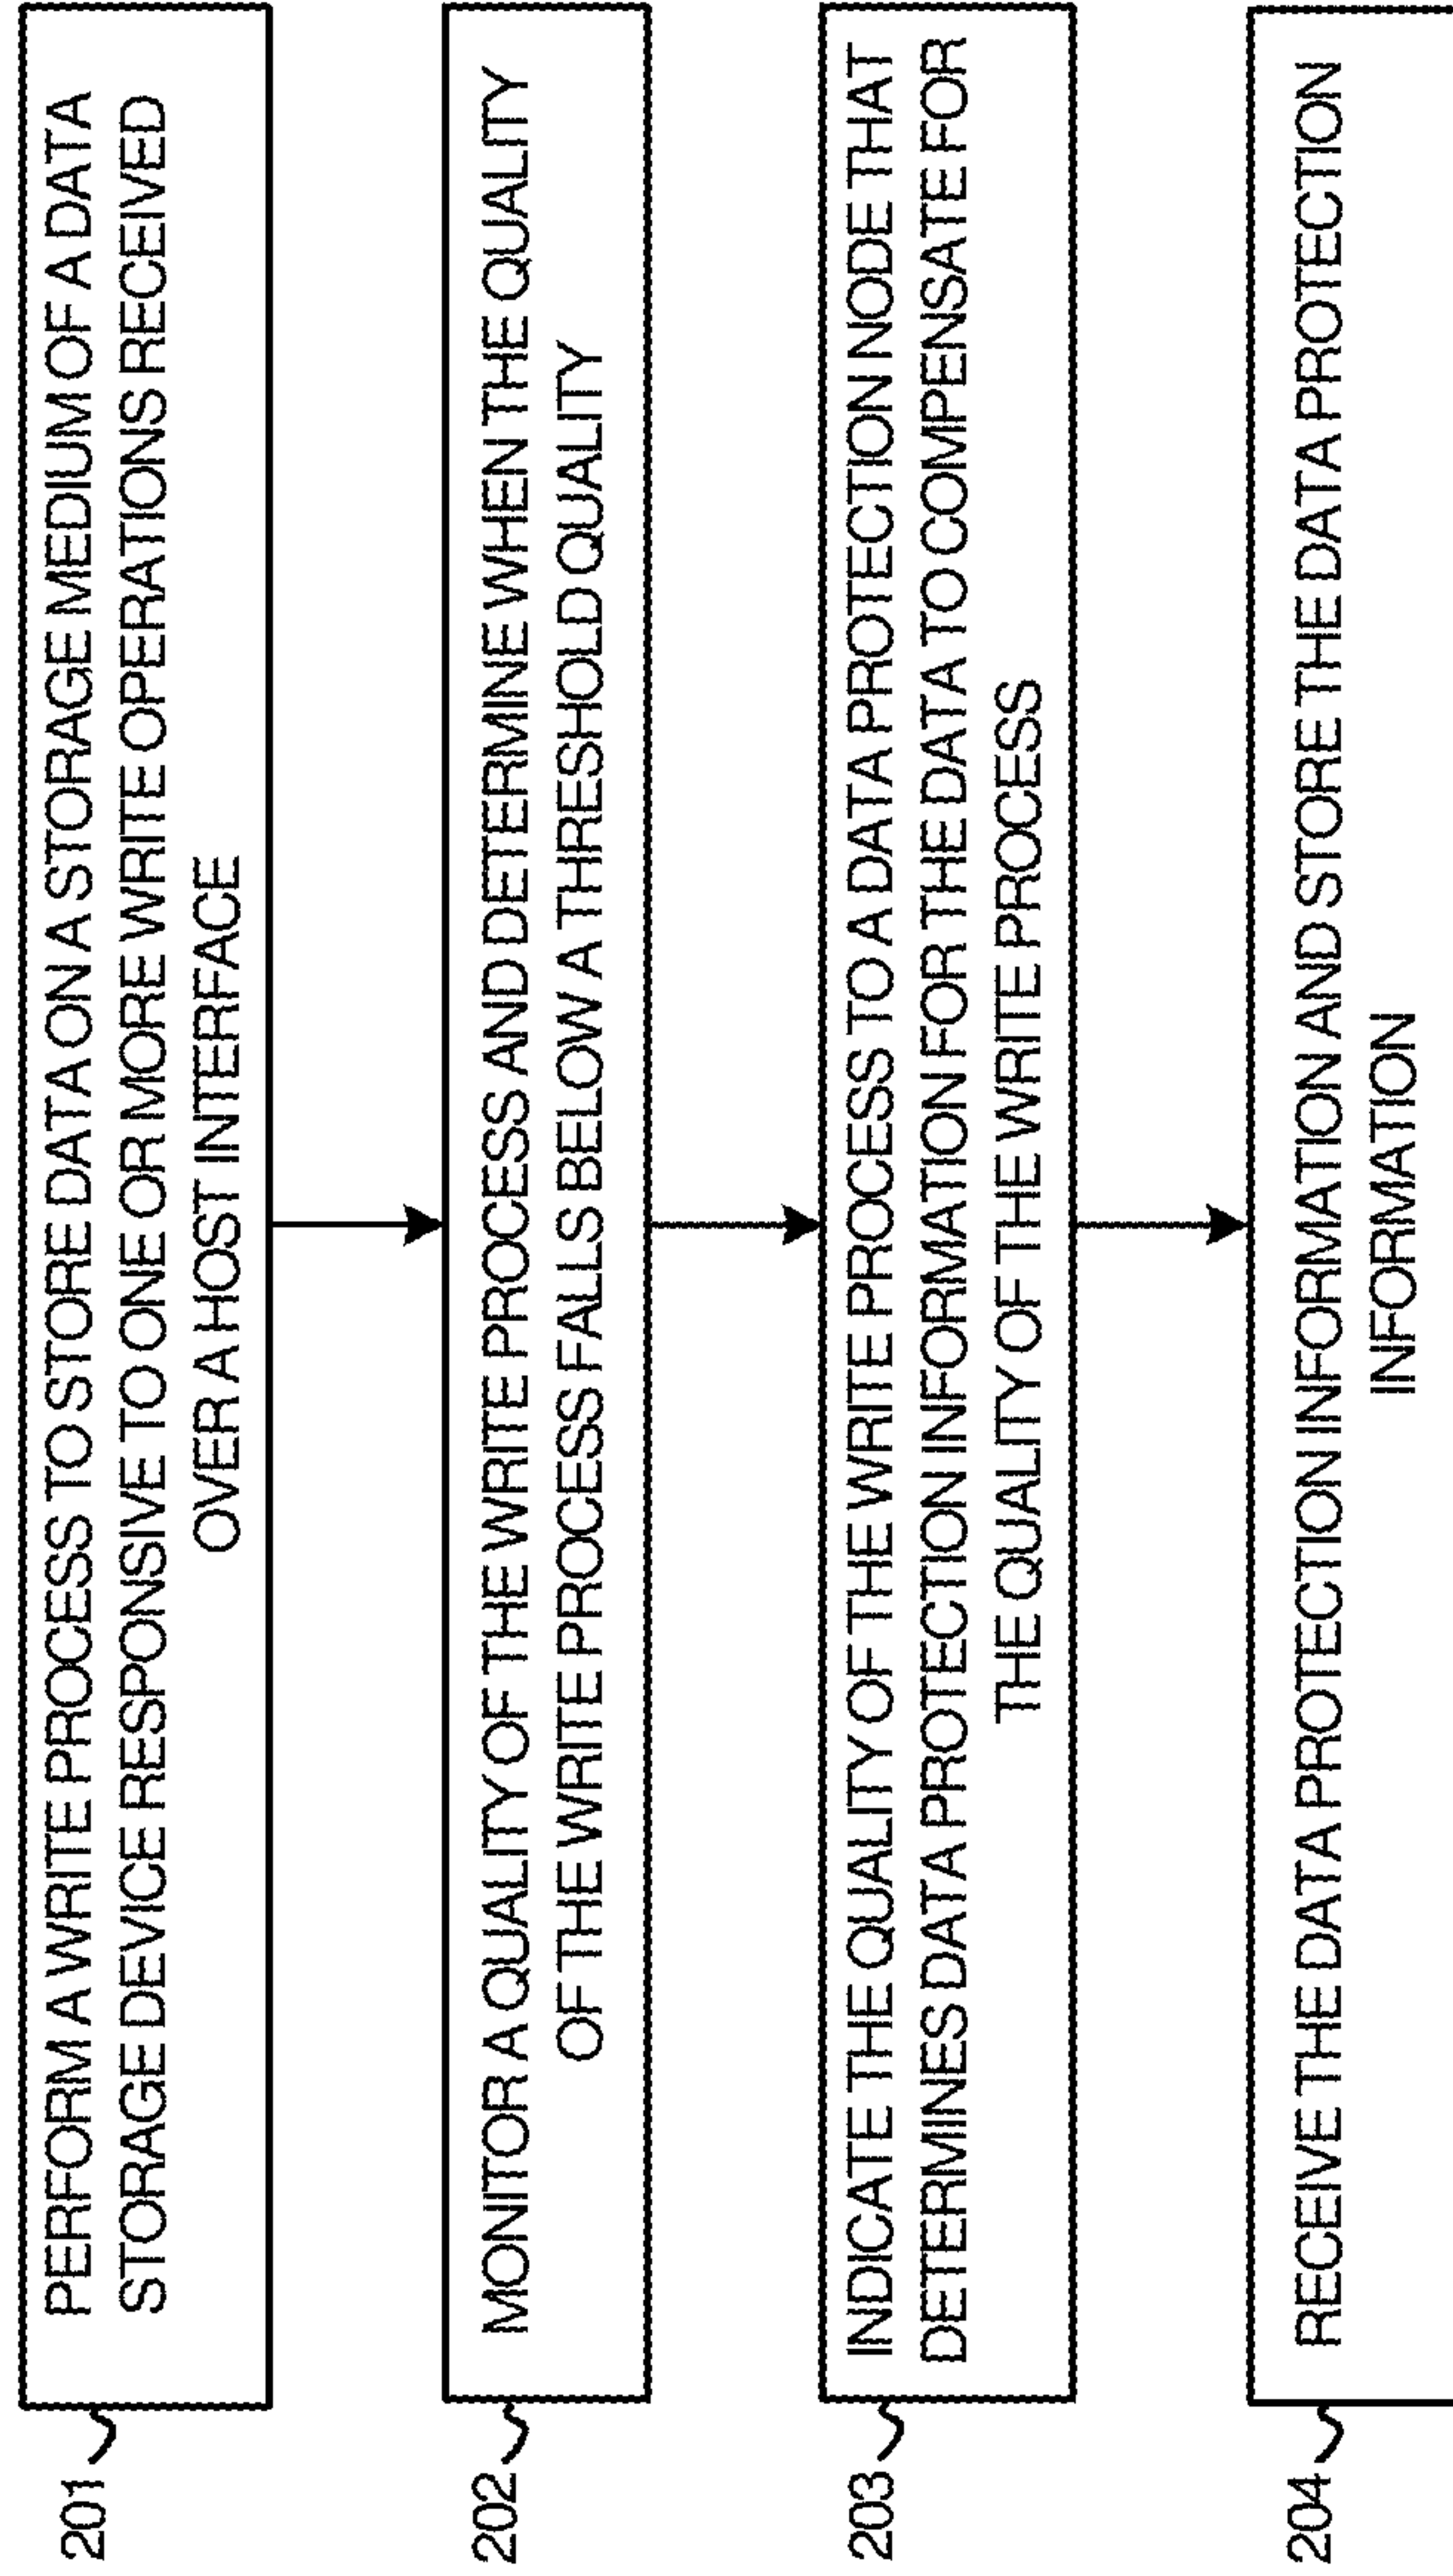 201
PERFORM A WRITE PROCESS TO STORE DATA ON A STORAGE MEDIUM OF A DATA
STORAGE DEVICE RESPONSIVE TO ONE OR MORE WRITE OPERATIONS RECEIVED
OVER A HOST INTERFACE
202
MONITOR A QUALITY OF THE WRITE PROCESS AND DETERMINE WHEN THE QUALITY
OF THE WRITE PROCESS FALLS BELOW A THRESHOLD QUALITY
203
INDICATE THE QUALITY OF THE WRITE PROCESS TO A DATA PROTECTION NODE THAT
DETERMINES DATA PROTECTION INFORMATION FOR THE DATA TO COMPENSATE FOR
THE QUALITY OF THE WRITE PROCESS
204
RECEIVE THE DATA PROTECTION INFORMATION AND STORE THE DATA PROTECTION
INFORMATION